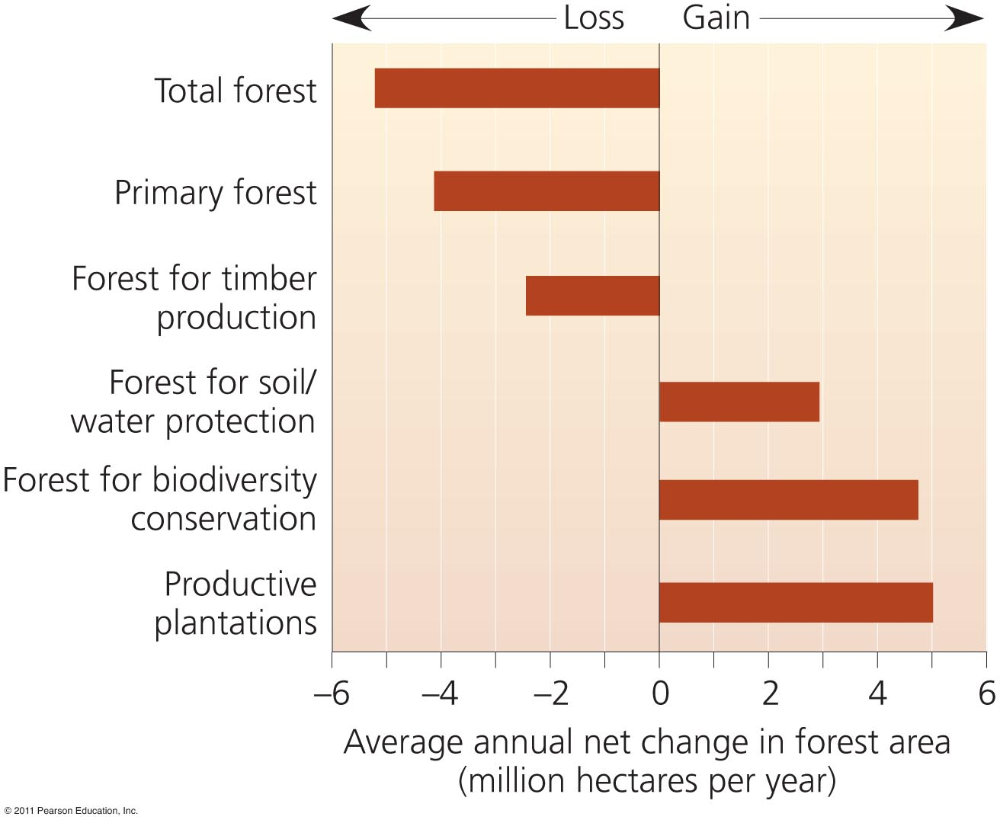 Loss Gain
Total forest
Primary forest
Forest for timber
production
Forest for soil/
water protection
Forest for biodiversity
conservation
Productive
plantations
–6 –4 –2 0 2 4 6
Average annual net change in forest area
(million hectares per year)
© 2011 Pearson Education, Inc.